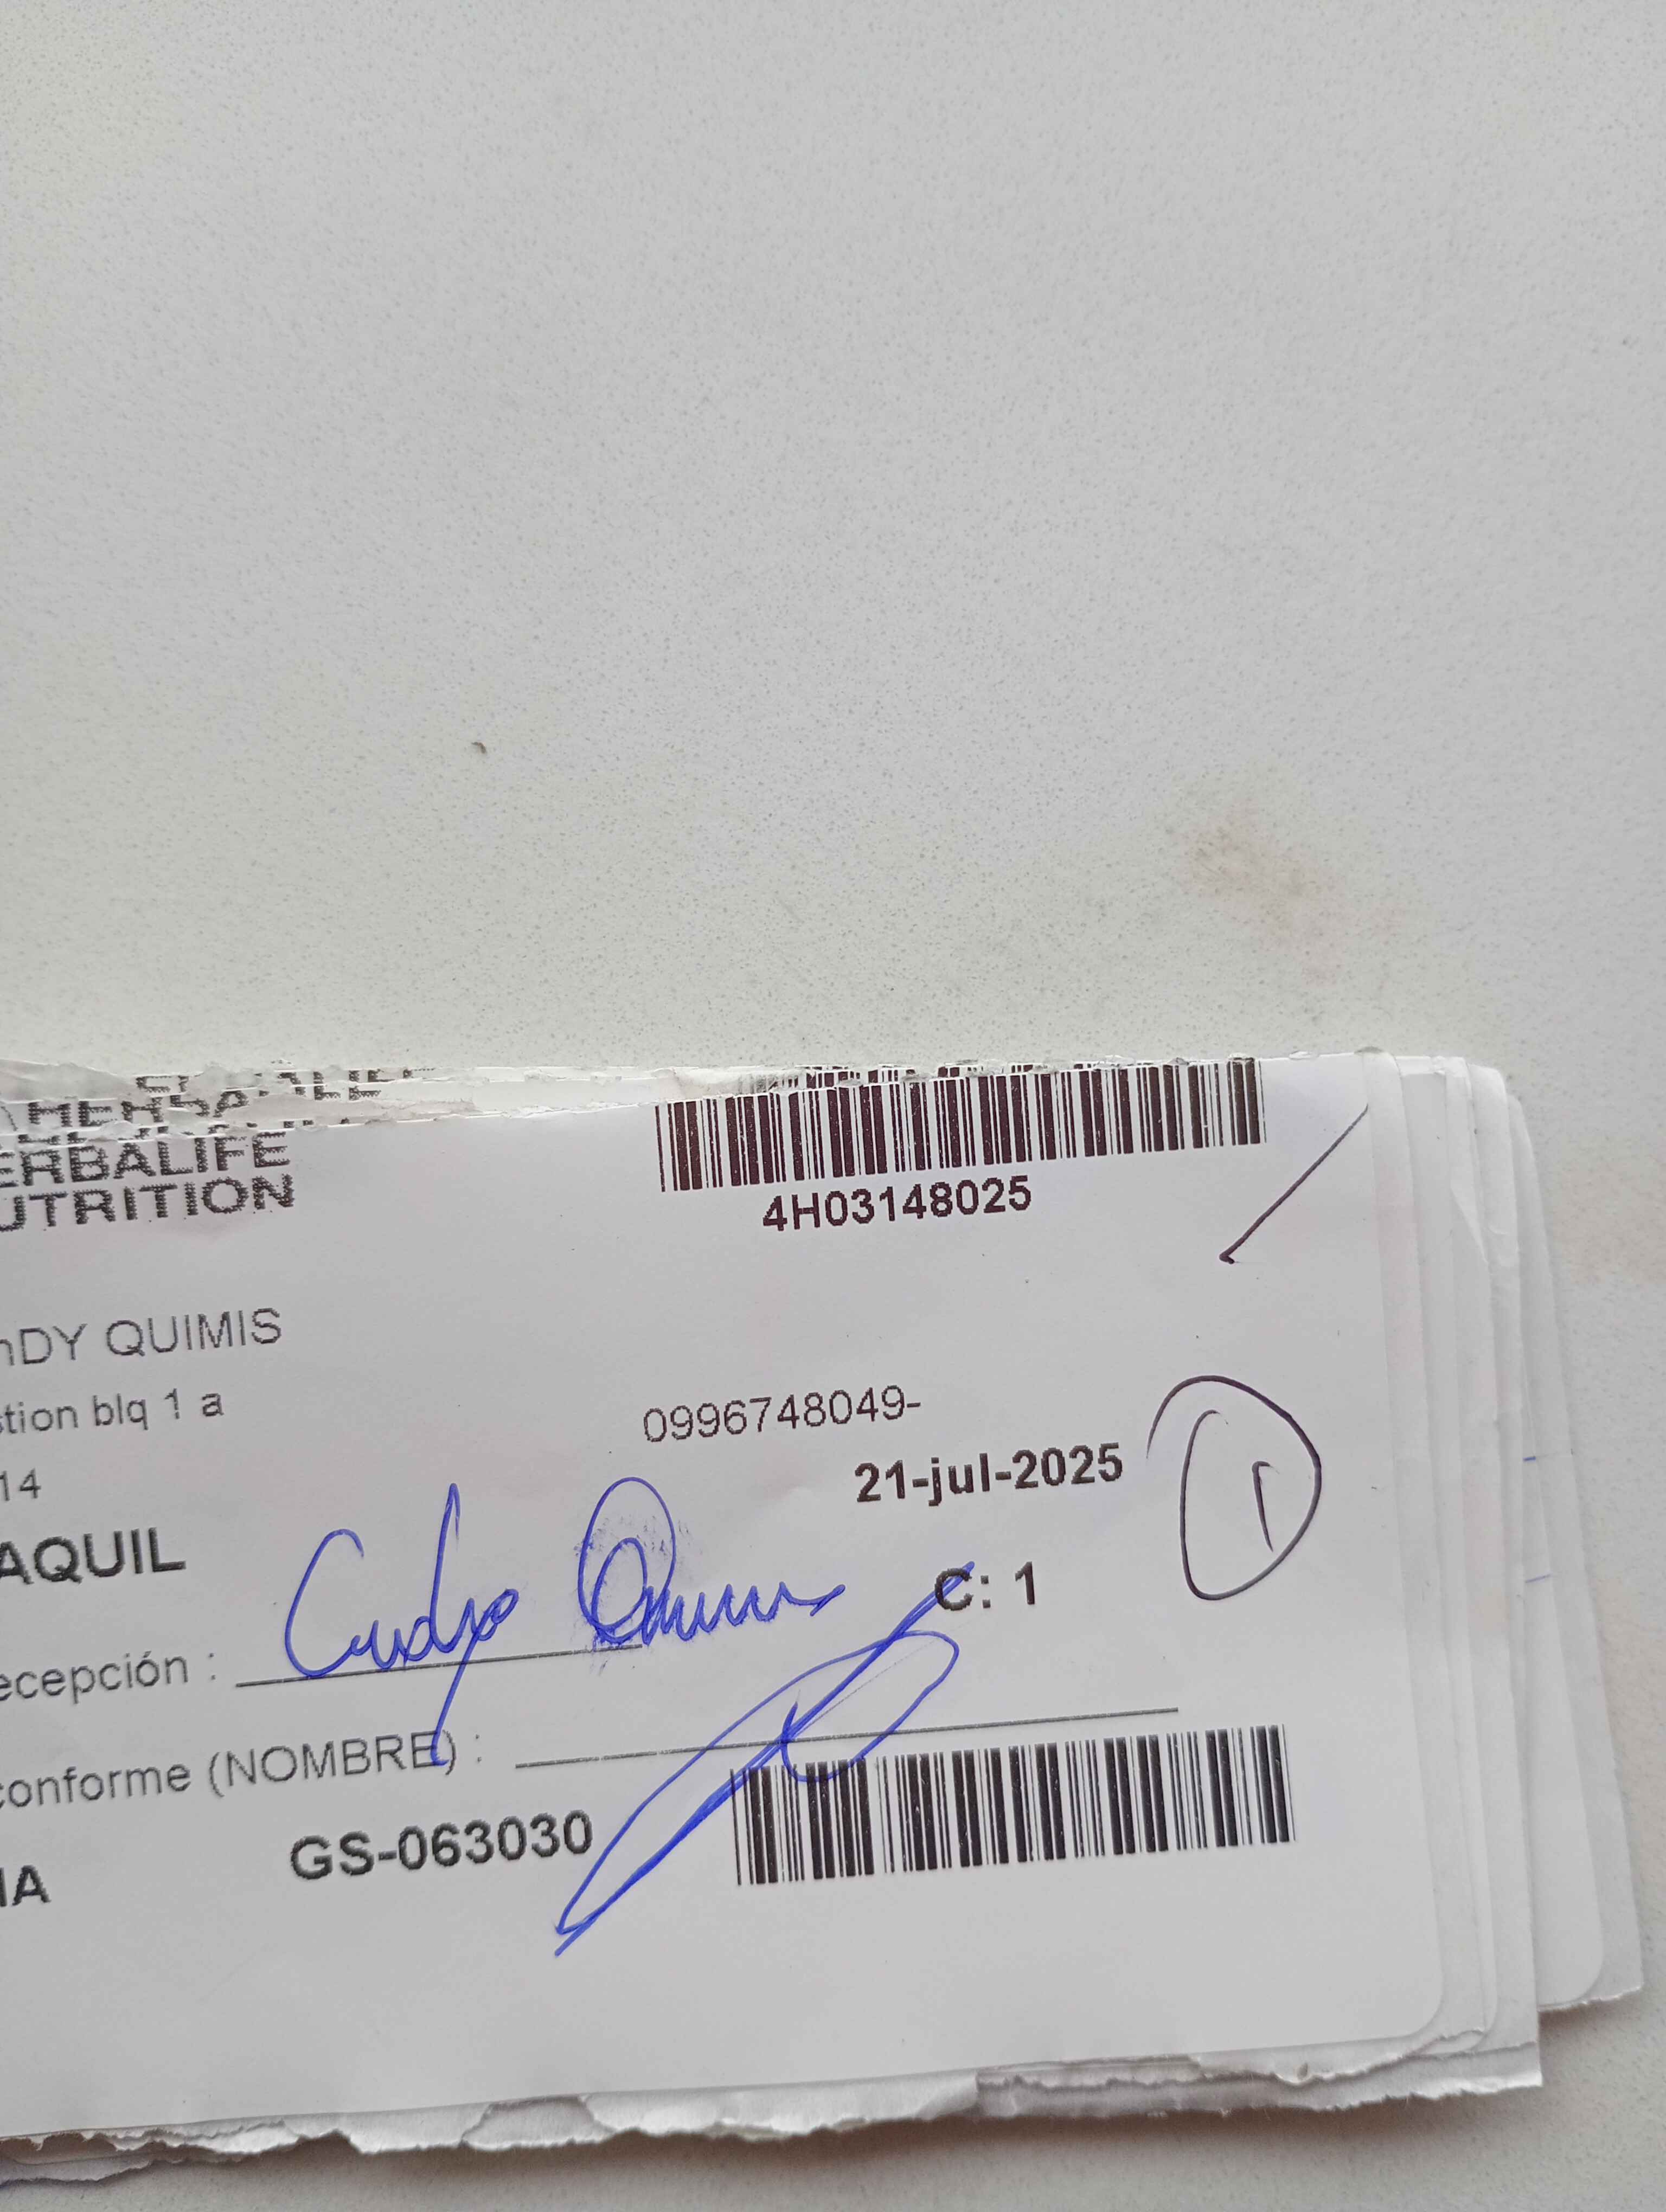 ERBALIFE
UTRITION
4H03148025
nDY QUIMIS
stion blq 1 a
0996748049-
14
21-jul-2025
AQUIL
C: 1
1
ecepción :
conforme (NOMBRE) :
GS-063030
IA